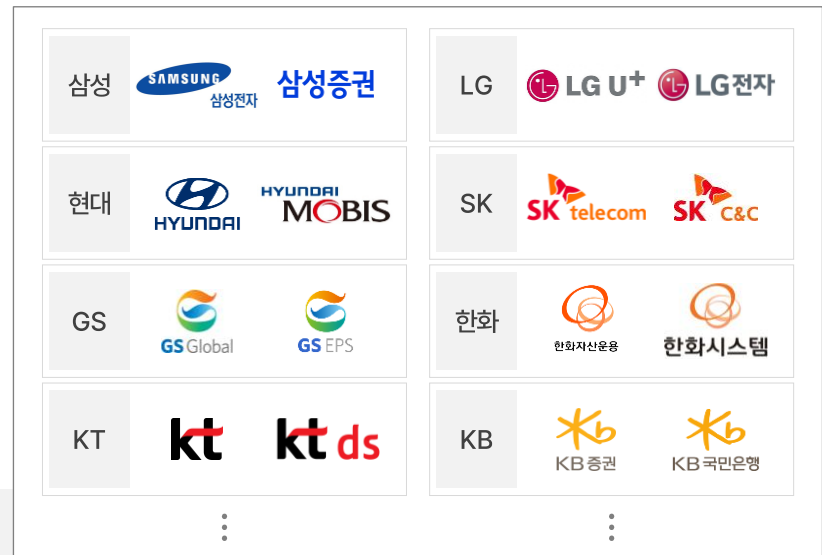 삼성
SAMSUNG
삼성전자
삼성증권
LG
LG U+
LG전자
현대
HYUNDAI
HYUNDAI
MOBIS
SK
SK telecom
SK C&C
GS
GS Global
GS EPS
한화
한화자산운용
한화시스템
KT
kt
kt ds
KB
Kb
KB증권
Kb
KB국민은행